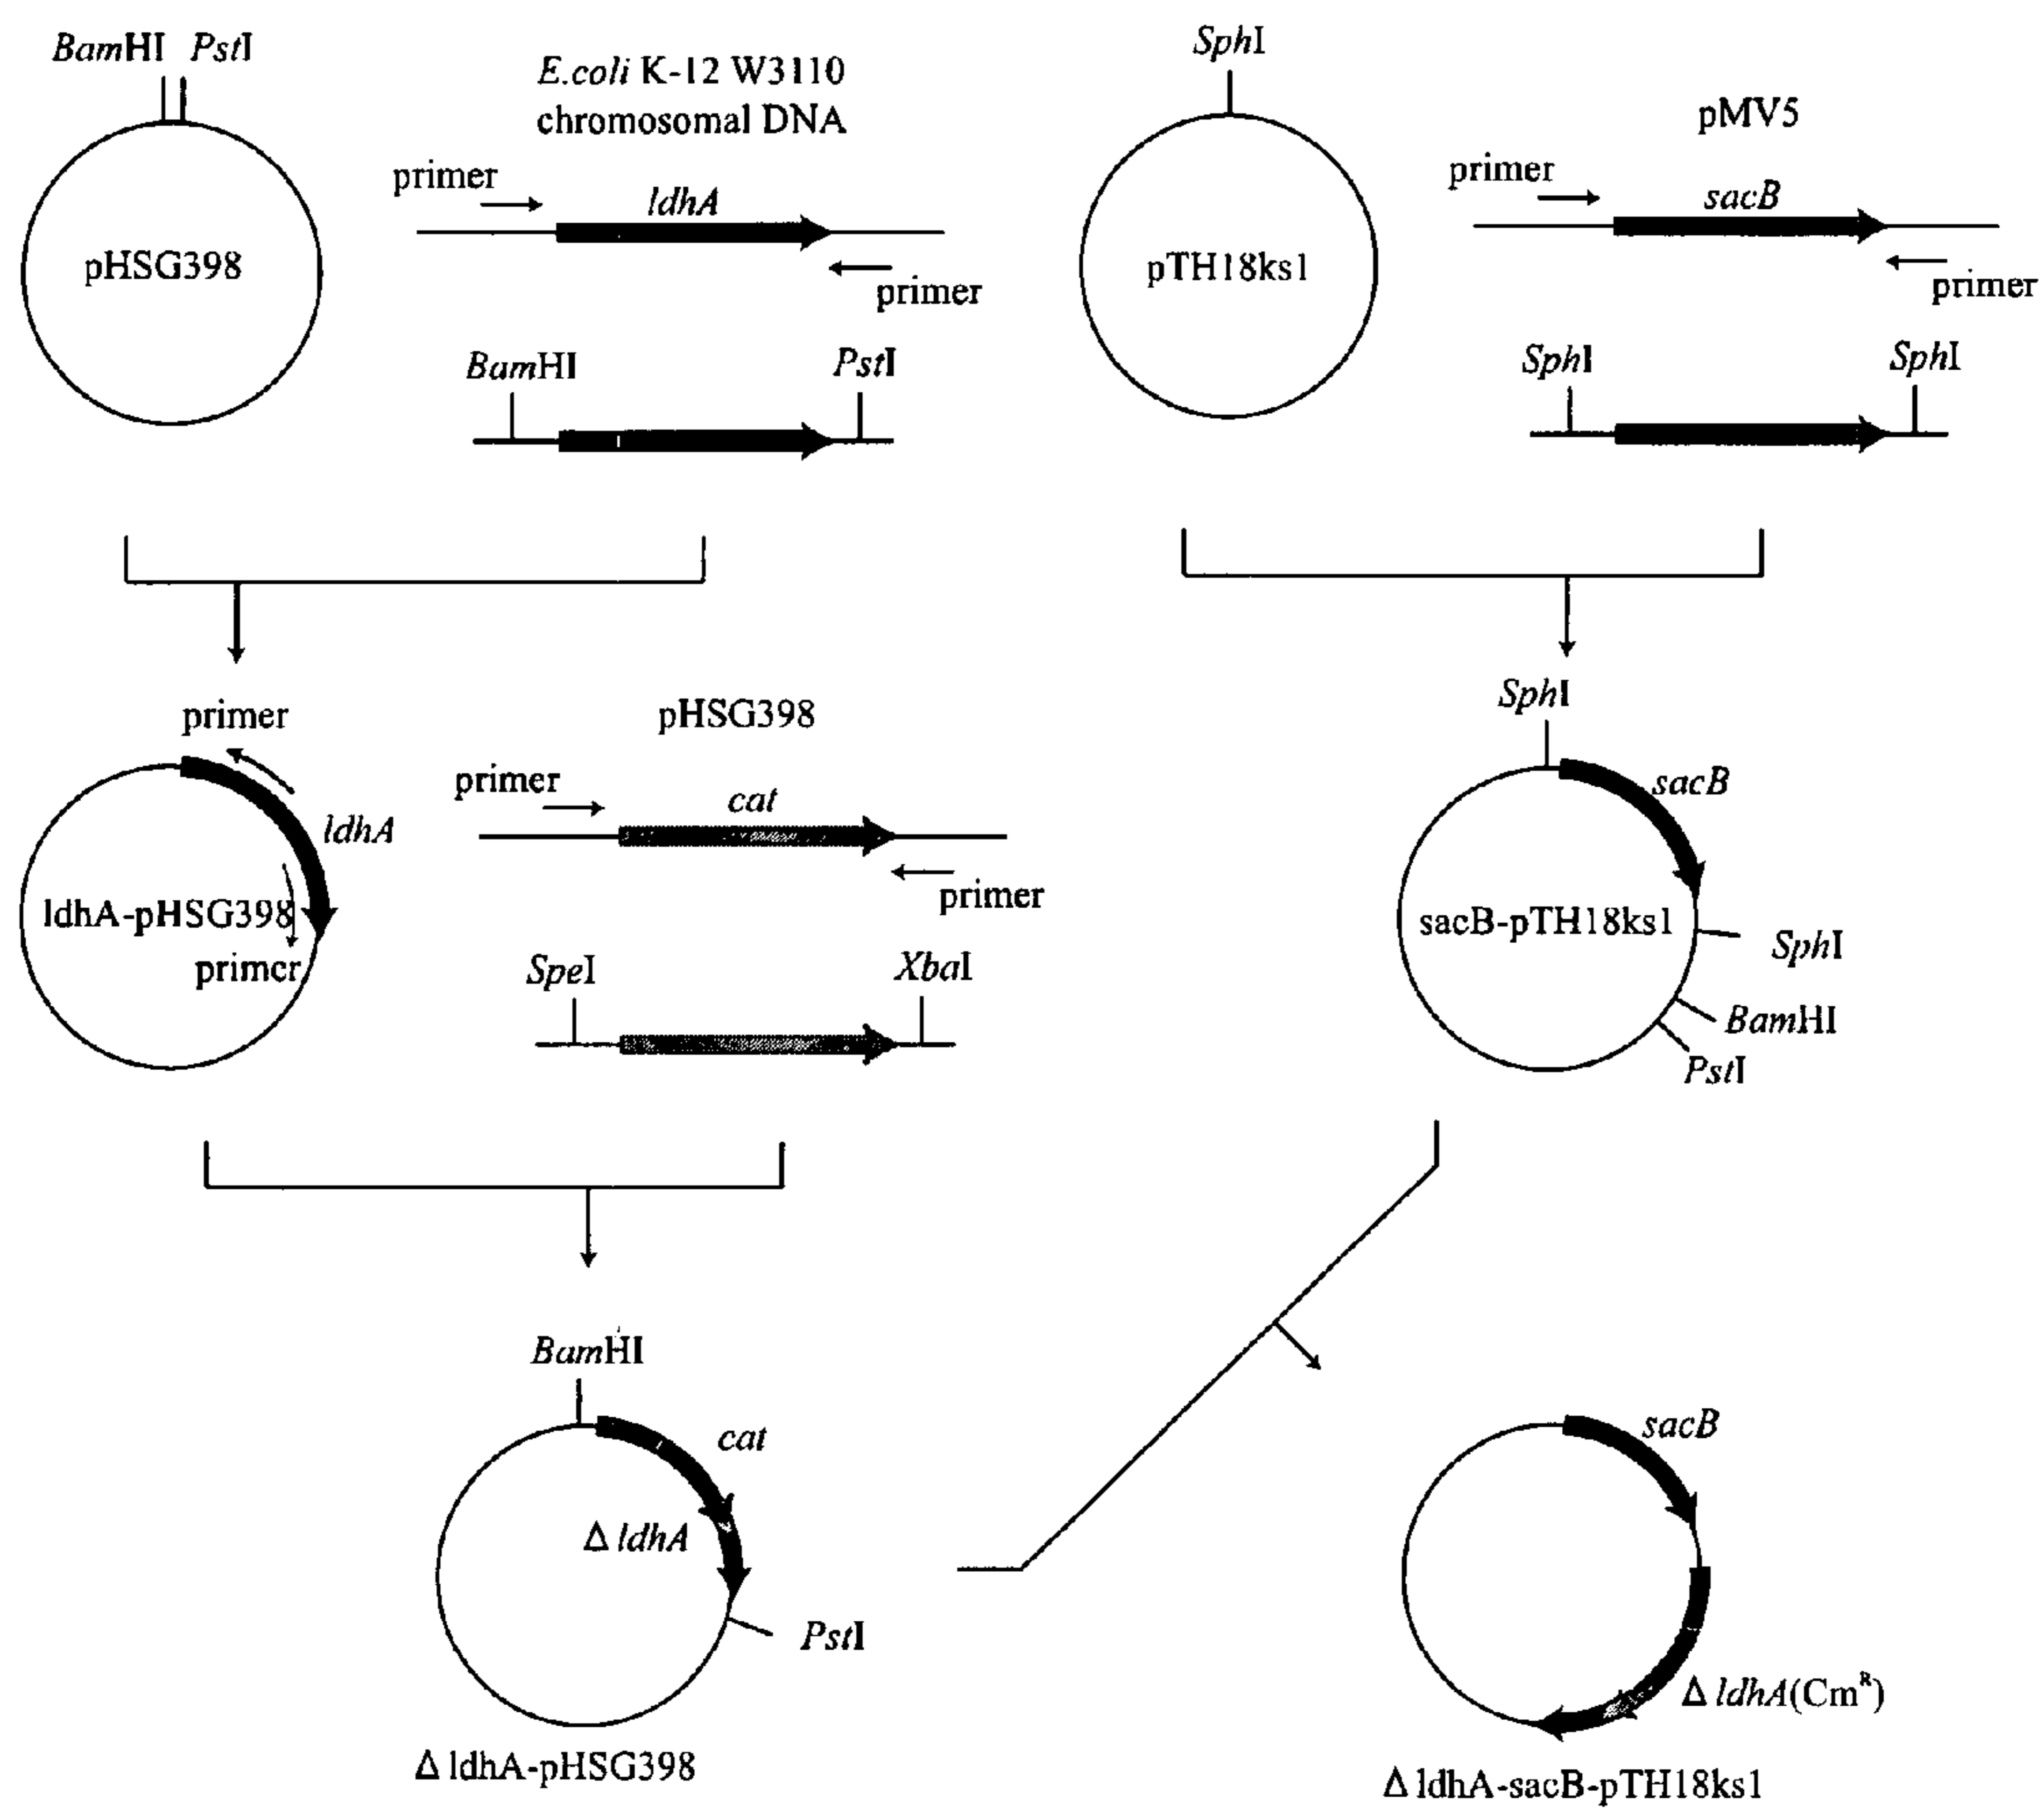 BamHI PstI
E.coli K-12 W3110
chromosomal DNA
primer
ldhA
primer
pHSG398
BamHI
PstI
SphI
pMV5
primer
sacB
primer
pTH18ks1
SphI
SphI
primer
ldhA
ldhA-pHSG398
primer
pHSG398
primer
cat
primer
SpeI
XbaI
SphI
sacB
sacB-pTH18ks1
SphI
BamHI
PstI
BamHI
cat
Δ ldhA
PstI
Δ ldhA-pHSG398
sacB
Δ ldhA(Cmᴿ)
Δ ldhA-sacB-pTH18ks1